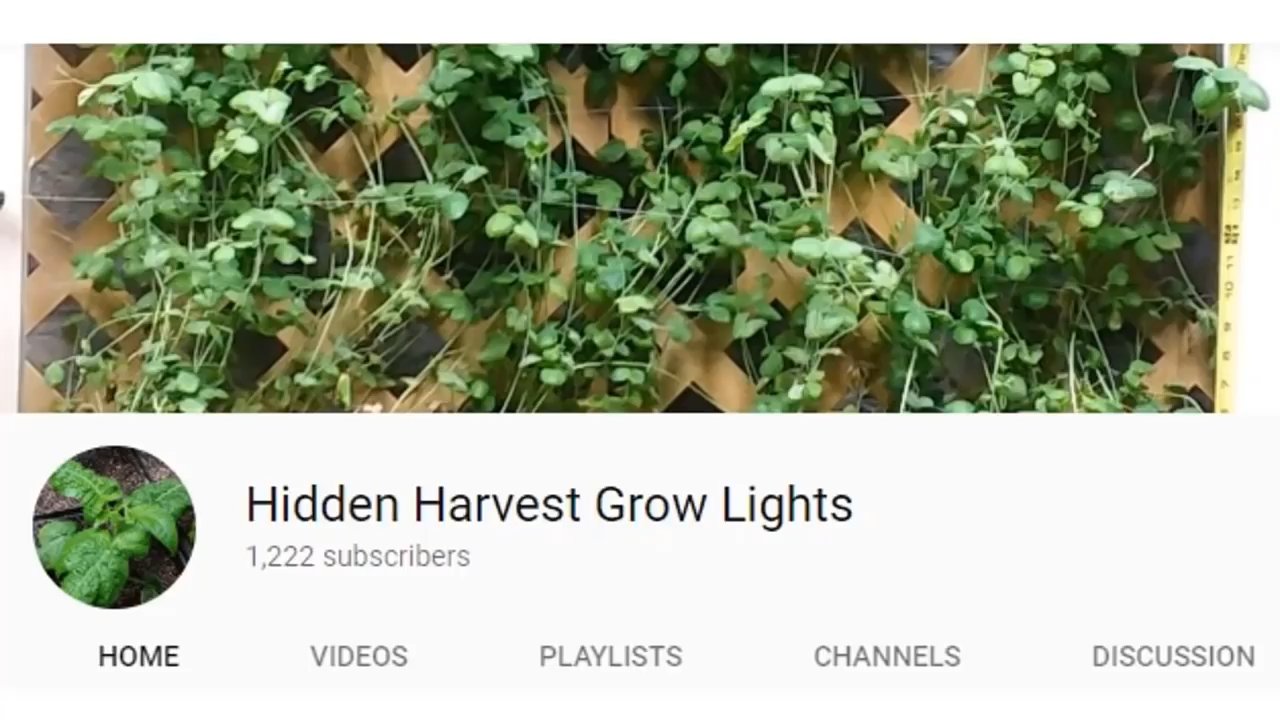 Hidden Harvest Grow Lights
1,222 subscribers
HOME VIDEOS PLAYLISTS CHANNELS DISCUSSION